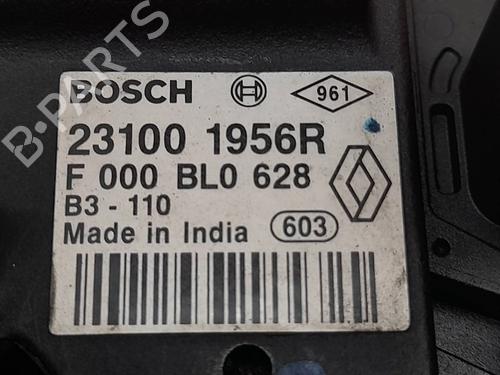 B-PARTS
BOSCH 961
23100 1956R
F 000 BL0 628
B3 - 110
Made in India 603